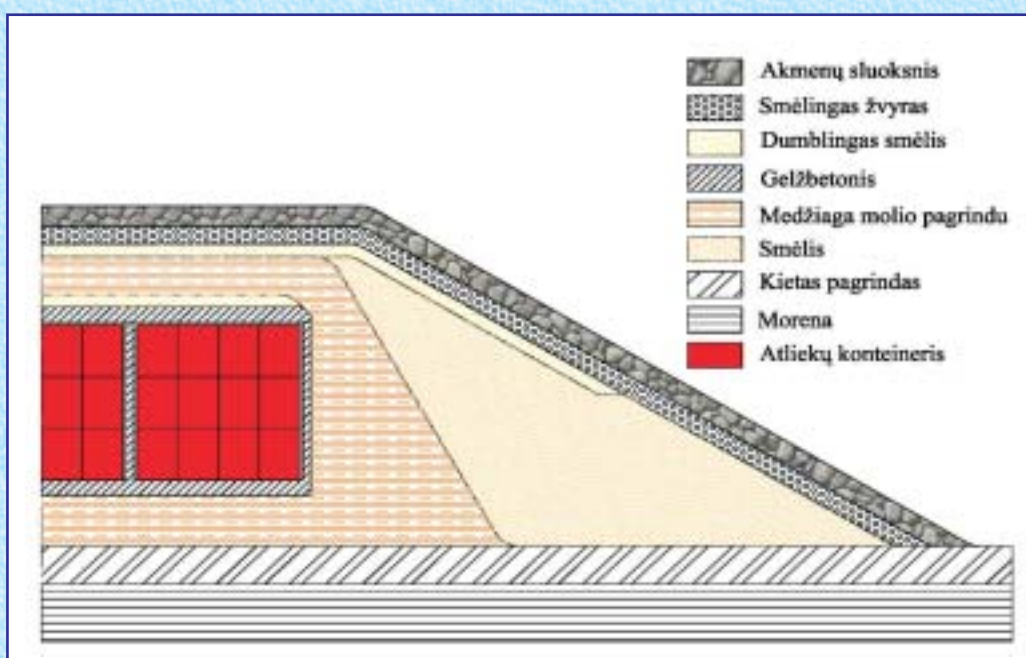 Akmenų sluoksnis
Smėlingas žvyras
Dumblingas smėlis
Gelžbetonis
Medžiaga molio pagrindu
Smėlis
Kietas pagrindas
Morena
Atliekų konteineris